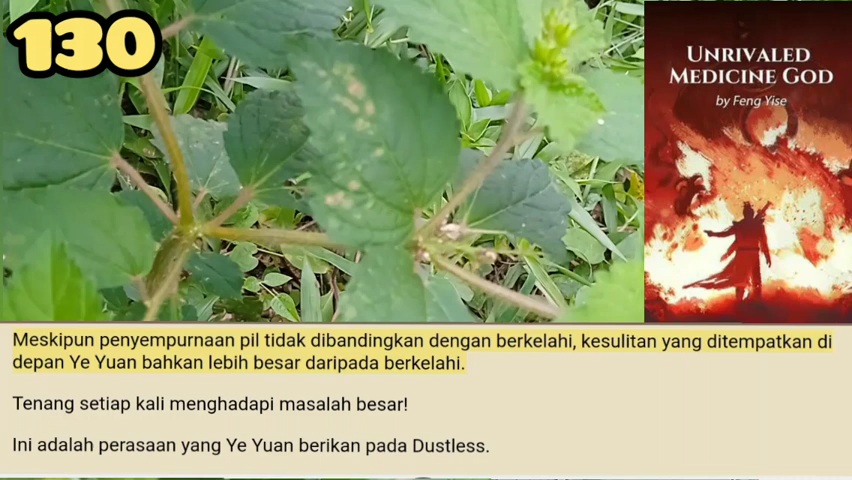 130
UNRIVALED
MEDICINE GOD
by Feng Yise
Meskipun penyempurnaan pil tidak dibandingkan dengan berkelahi, kesulitan yang ditempatkan di
depan Ye Yuan bahkan lebih besar daripada berkelahi.
Tenang setiap kali menghadapi masalah besar!
Ini adalah perasaan yang Ye Yuan berikan pada Dustless.